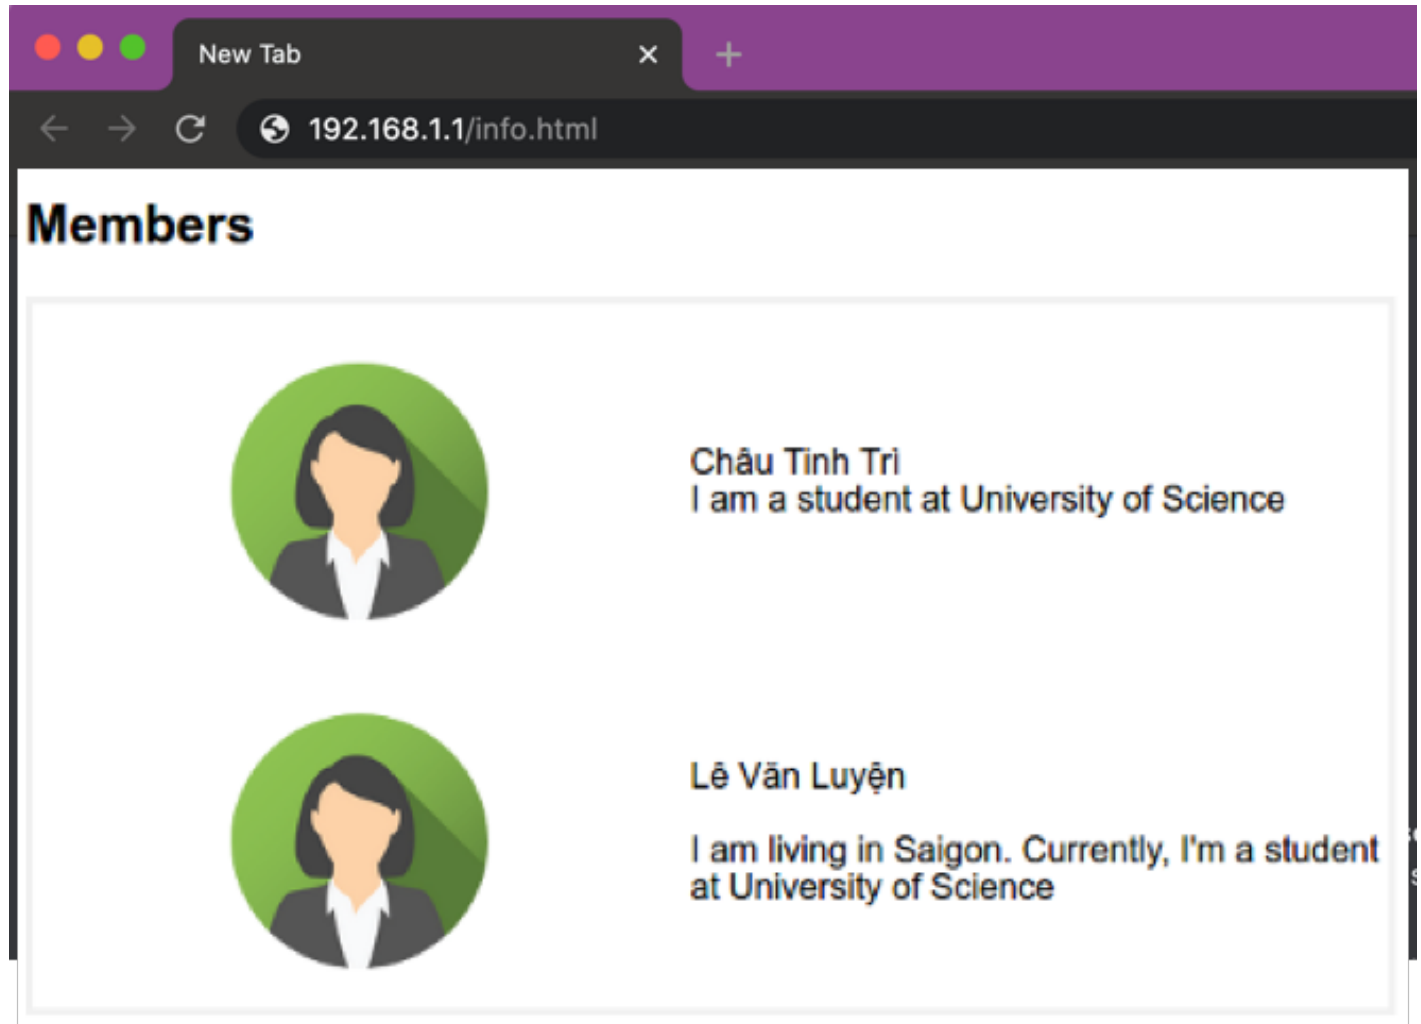 New Tab
192.168.1.1/info.html
Members
Châu Tinh Trì
I am a student at University of Science
Lê Văn Luyện
I am living in Saigon. Currently, I'm a student
at University of Science